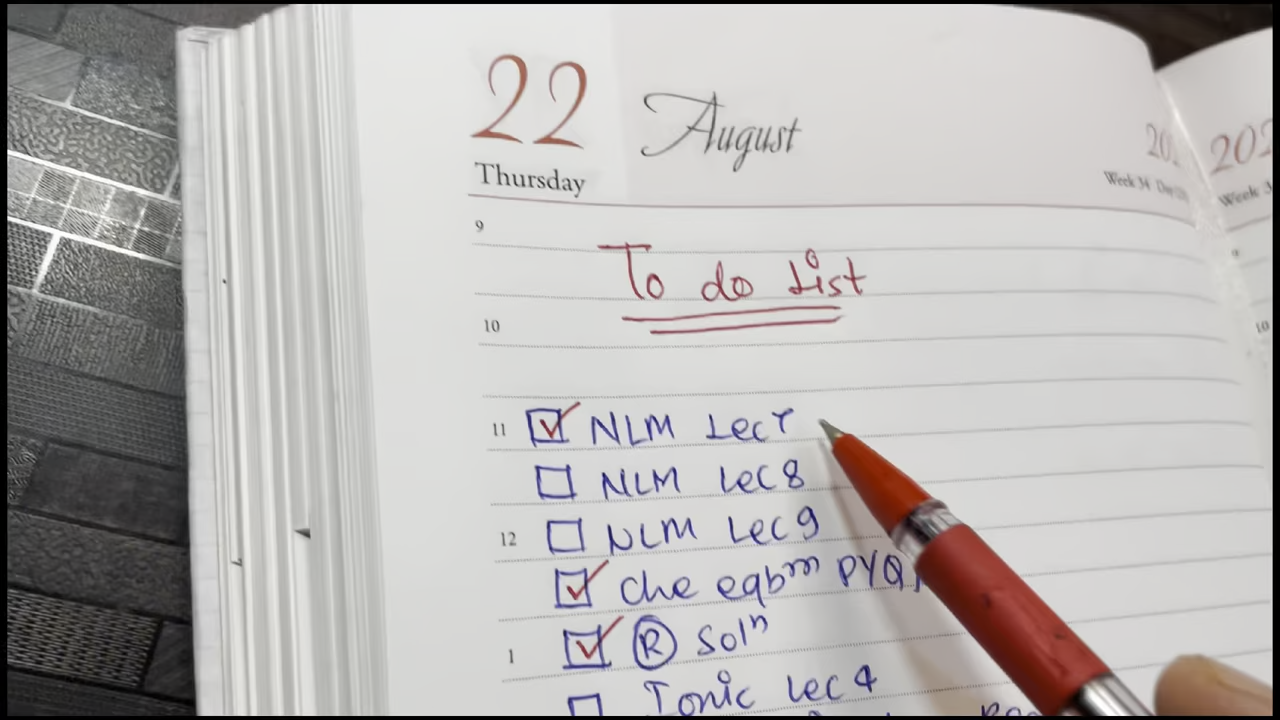 22 August
Thursday
Week 34
9
To do List
10
11 NLM Lec 7
NLM Lec 8
12 NLM Lec 9
Che eqbᵐ PYQ
1 Ⓡ Solⁿ
Ionic Lec 4